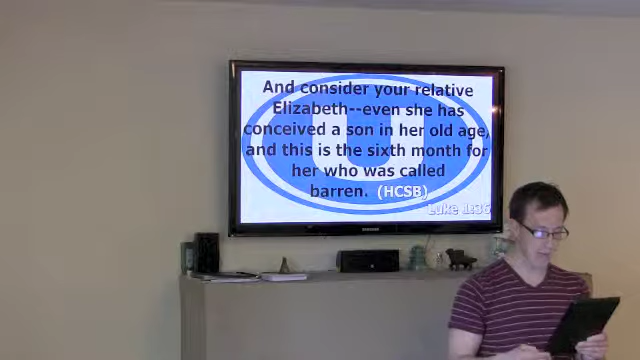 And consider your relative
Elizabeth--even she has
conceived a son in her old age,
and this is the sixth month for
her who was called
barren. (HCSB)
Luke 1:36